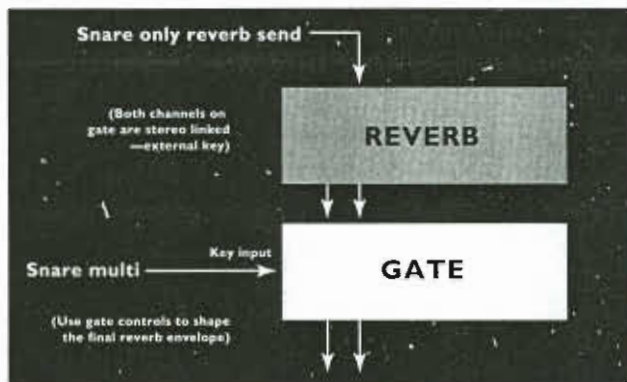 Snare only reverb send
(Both channels on
gate are stereo linked
—external key)
REVERB
Key input
Snare multi
GATE
(Use gate controls to shape
the final reverb envelope)